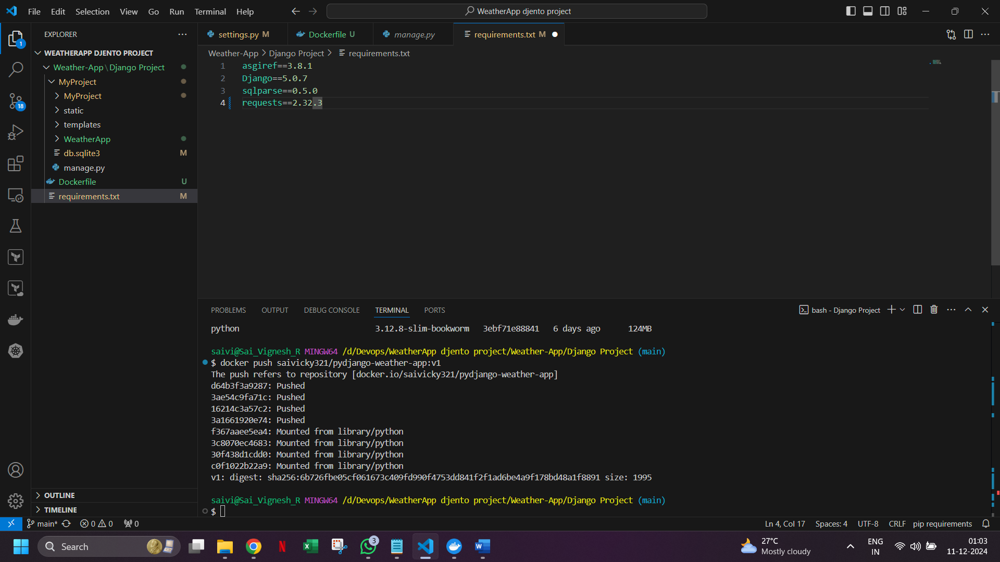 File Edit Selection View Go Run Terminal Help
WeatherApp djento project
EXPLORER
WEATHERAPP DJENTO PROJECT
Weather-App\Django Project
MyProject
MyProject
static
templates
WeatherApp
db.sqlite3 M
manage.py
Dockerfile U
requirements.txt M
OUTLINE
TIMELINE
1
18
settings.py M
Dockerfile U
manage.py
requirements.txt M
Weather-App > Django Project > requirements.txt
1 asgiref==3.8.1
2 Django==5.0.7
3 sqlparse==0.5.0
4 requests==2.32.3
PROBLEMS OUTPUT DEBUG CONSOLE TERMINAL PORTS
bash - Django Project
python 3.12.8-slim-bookworm 3ebf71e88841 6 days ago 124MB
saivi@Sai_Vignesh_R MINGW64 /d/Devops/WeatherApp djento project/Weather-App/Django Project (main)
$ docker push saivicky321/pydjango-weather-app:v1
The push refers to repository [docker.io/saivicky321/pydjango-weather-app]
d64b3f3a9287: Pushed
3ae54c9fa71c: Pushed
16214c3a57c2: Pushed
3a1661920e74: Pushed
f367aaee5ea4: Mounted from library/python
3c8070ec4683: Mounted from library/python
30f438d1cdd0: Mounted from library/python
c0f1022b22a9: Mounted from library/python
v1: digest: sha256:6b726fbe05cf061673c409fd990f4753dd841f2f1ad6be4a9f178bd48a1f8891 size: 1995
saivi@Sai_Vignesh_R MINGW64 /d/Devops/WeatherApp djento project/Weather-App/Django Project (main)
$
main* 0 0 0
Ln 4, Col 17 Spaces: 4 UTF-8 CRLF pip requirements
Search
3
27°C
Mostly cloudy
ENG
IN
01:03
11-12-2024